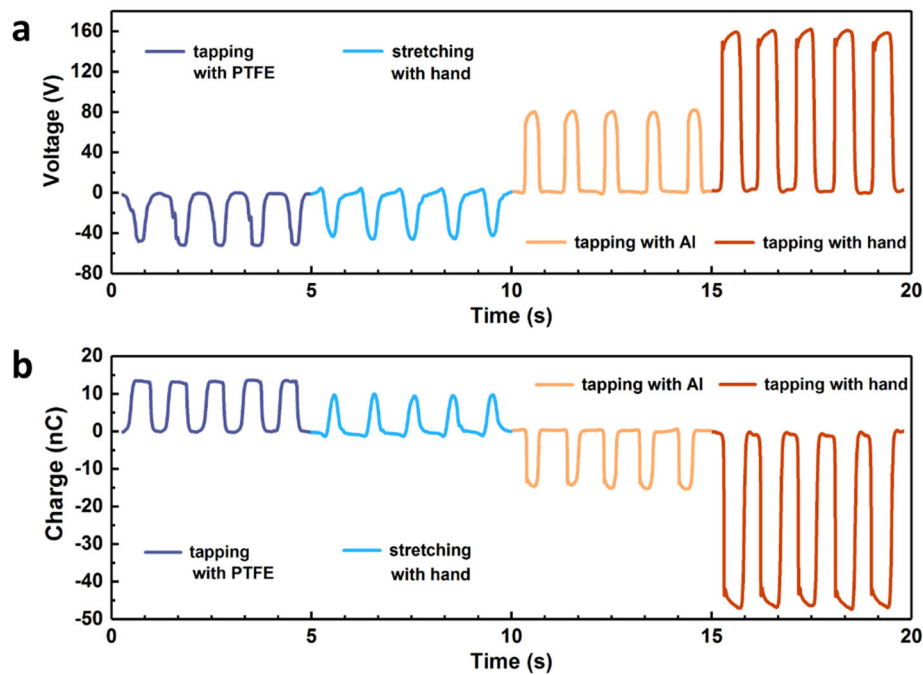 a
160
120
80
40
0
-40
-80
Voltage (V)
tapping
with PTFE
stretching
with hand
tapping with Al
tapping with hand
0
5
10
15
20
Time (s)
b
20
10
0
-10
-20
-30
-40
-50
Charge (nC)
tapping with Al
tapping with hand
tapping
with PTFE
stretching
with hand
0
5
10
15
20
Time (s)